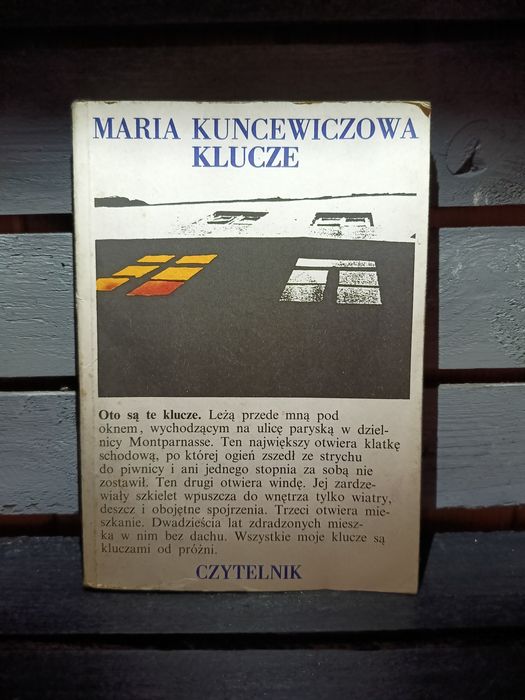 MARIA KUNCEWICZOWA
KLUCZE
Oto są te klucze. Leżą przede mną pod
oknem, wychodzącym na ulicę paryską w dziel-
nicy Montparnasse. Ten największy otwiera klatkę
schodową, po której ogień zszedł ze strychu
do piwnicy i ani jednego stopnia za sobą nie
zostawił. Ten drugi otwiera windę. Jej zardze-
wiały szkielet wpuszcza do wnętrza tylko wiatry,
deszcz i obojętne spojrzenia. Trzeci otwiera mie-
szkanie. Dwadzieścia lat zdradzonych miesz-
ka w nim bez dachu. Wszystkie moje klucze są
kluczami od próżni.
CZYTELNIK